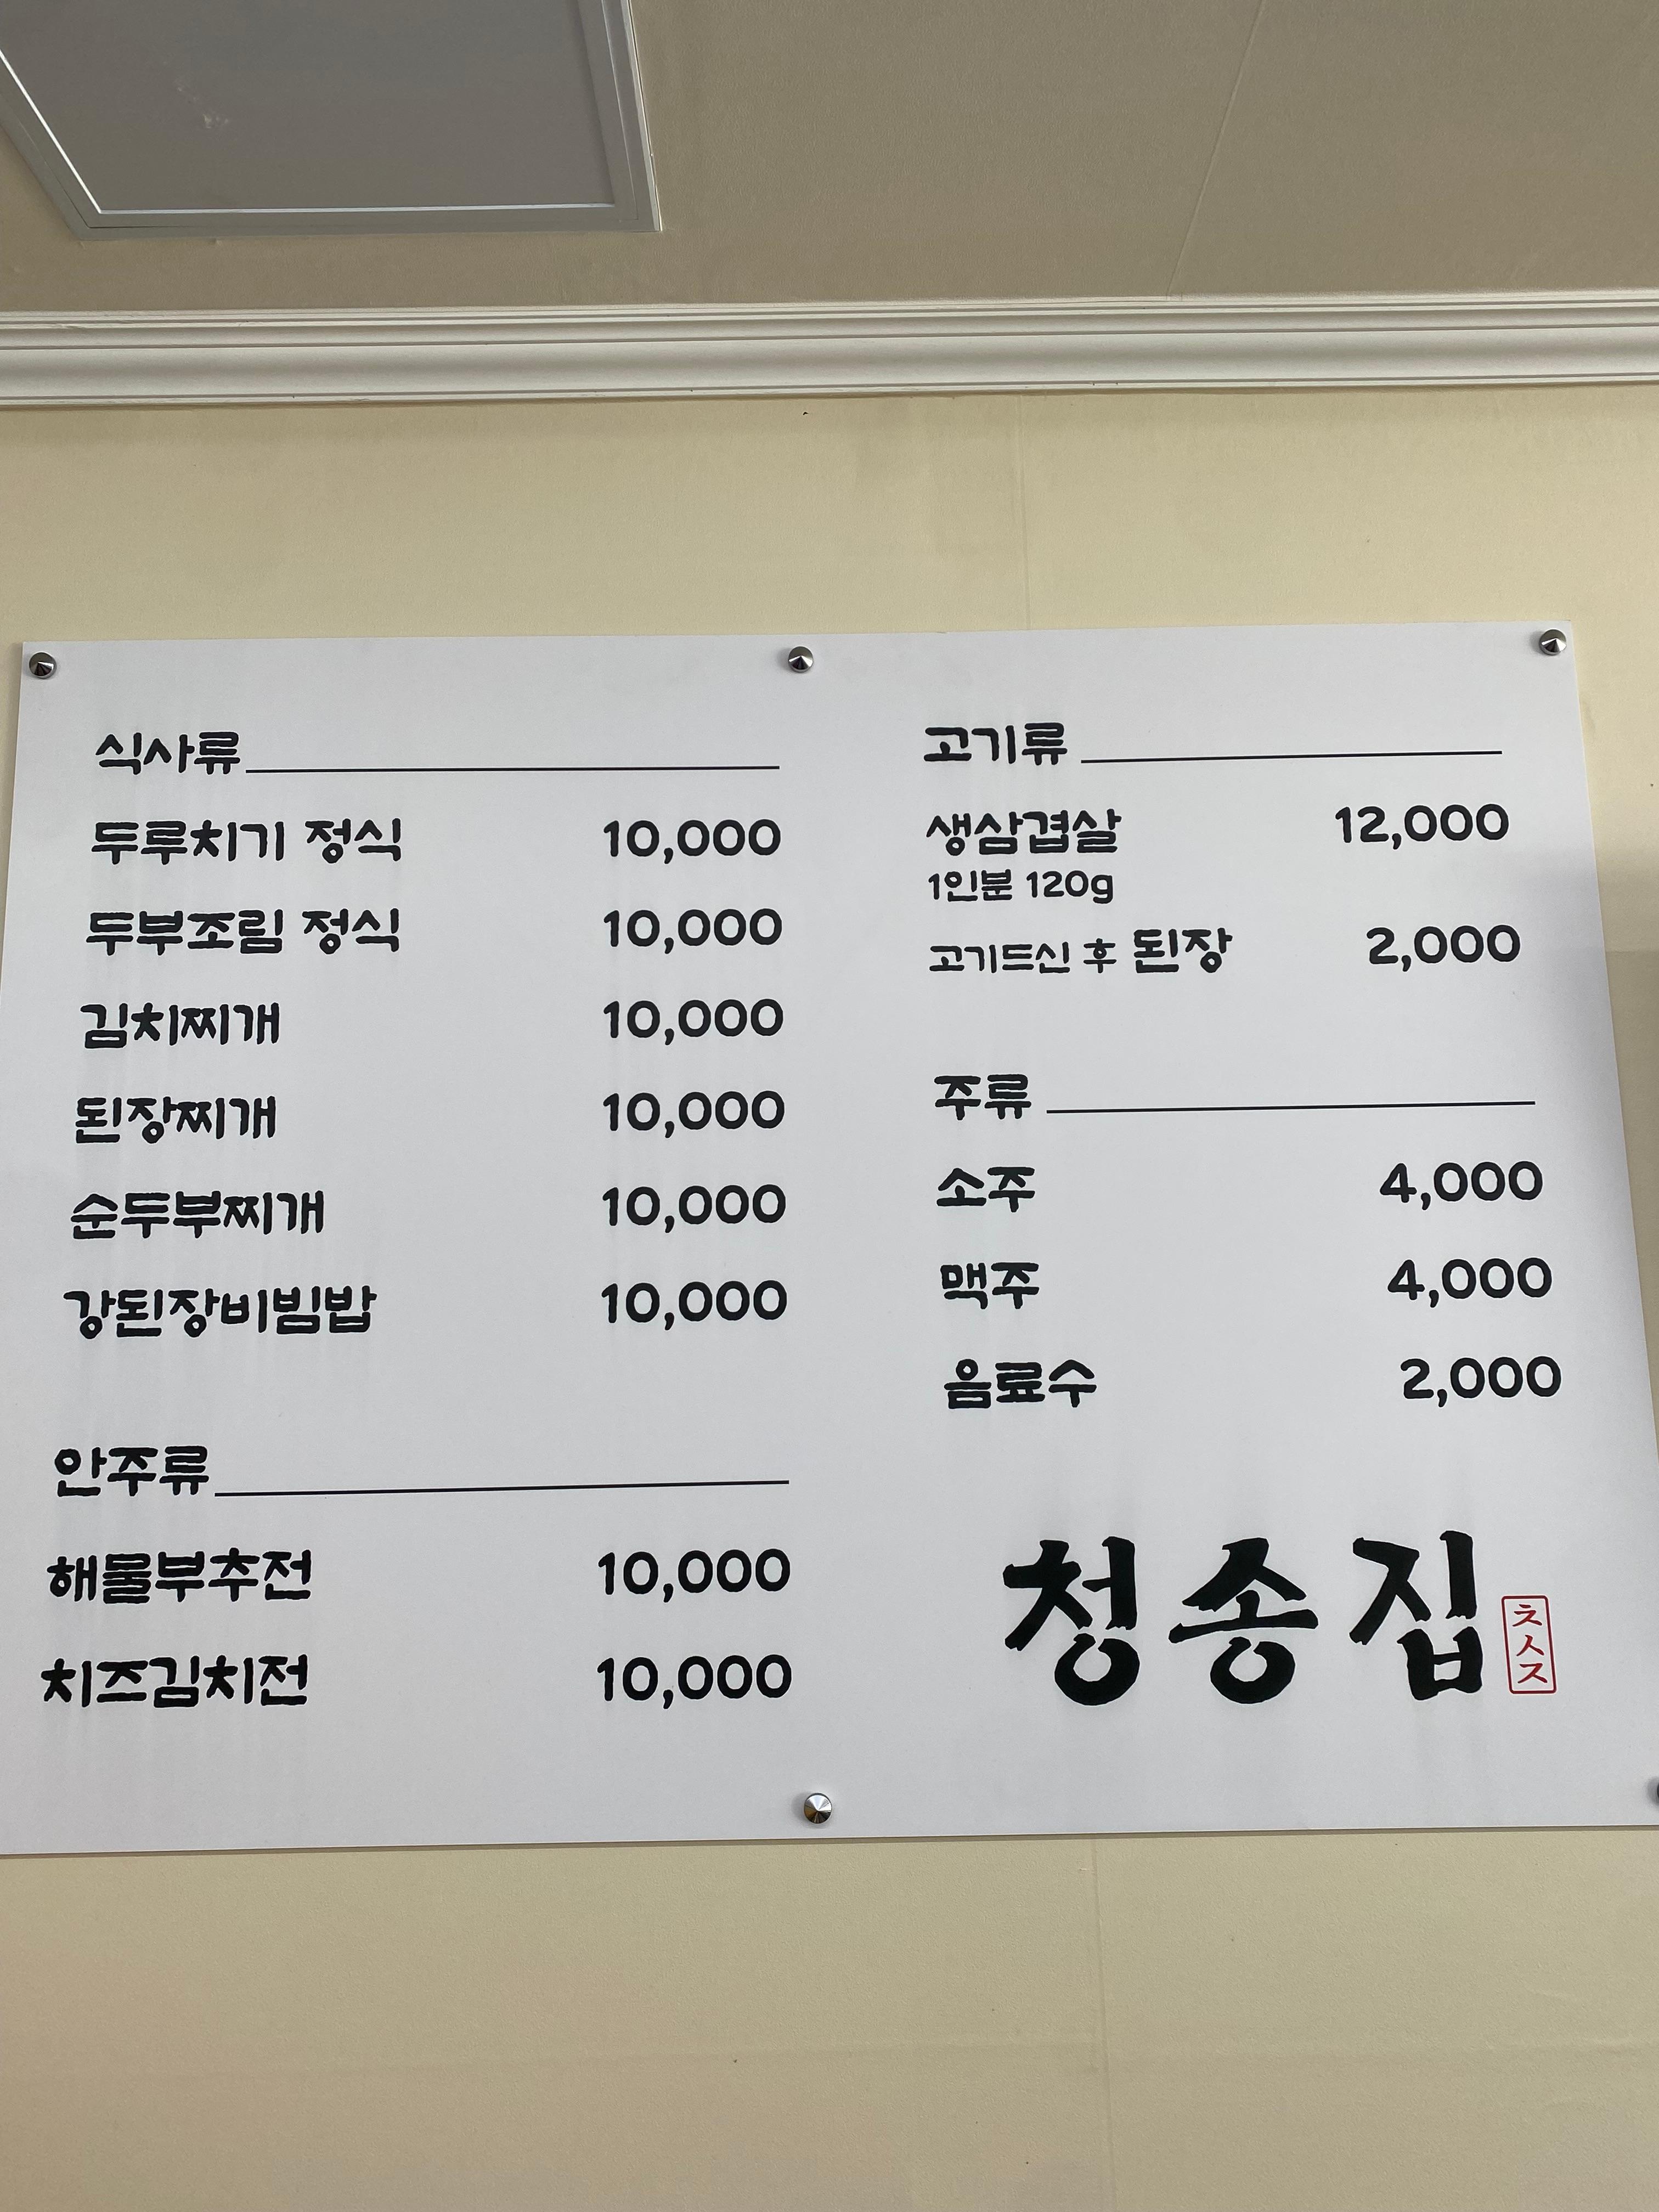 식사류
두루치기 정식 10,000
두부조림 정식 10,000
김치찌개 10,000
된장찌개 10,000
순두부찌개 10,000
강된장비빔밥 10,000
안주류
해물부추전 10,000
치즈김치전 10,000
고기류
생삼겹살 12,000
1인분 120g
고기드신 후 된장 2,000
주류
소주 4,000
맥주 4,000
음료수 2,000
청송집
ㅊㅅㅈ